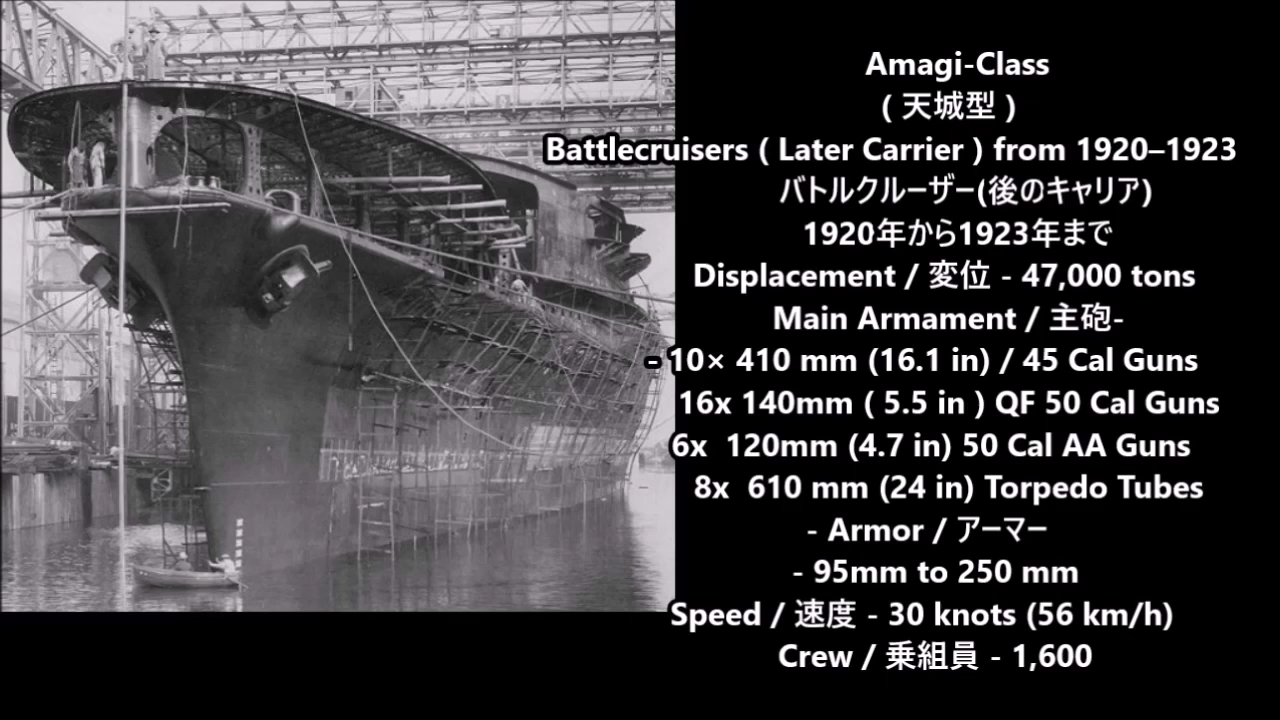 Amagi-Class
( 天城型 )
Battlecruisers ( Later Carrier ) from 1920–1923
バトルクルーザー(後のキャリア)
1920年から1923年まで
Displacement / 変位 - 47,000 tons
Main Armament / 主砲-
- 10× 410 mm (16.1 in) / 45 Cal Guns
16x 140mm ( 5.5 in ) QF 50 Cal Guns
6x 120mm (4.7 in) 50 Cal AA Guns
8x 610 mm (24 in) Torpedo Tubes
- Armor / アーマー
- 95mm to 250 mm
Speed / 速度 - 30 knots (56 km/h)
Crew / 乗組員 - 1,600